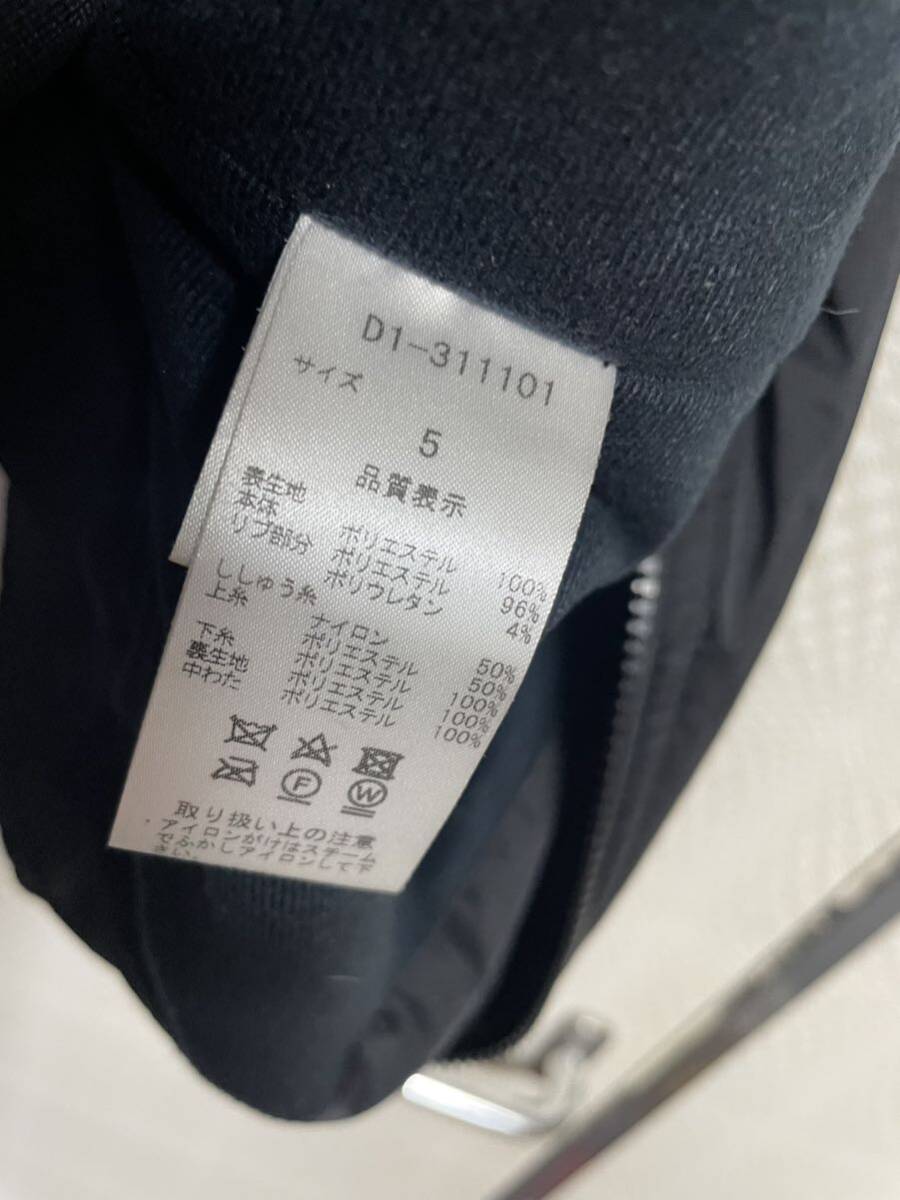 D1-311101
サイズ
5
品質表示
表生地
本体 ポリエステル 100%
リブ部分 ポリエステル 96%
ポリウレタン 4%
ししゅう糸
上糸 ナイロン 50%
ポリエステル 50%
下糸 ポリエステル 100%
表生地 ポリエステル 100%
中わた ポリエステル 100%
F
W
取り扱い上の注意
・アイロンがけはスチーム
でふかしアイロンして下
さい。